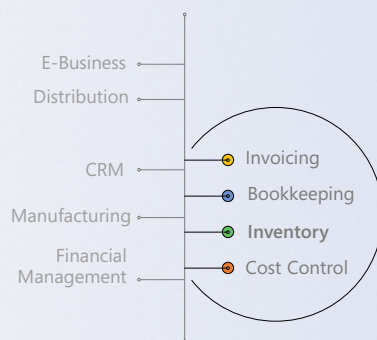 E-Business
Distribution
CRM
Manufacturing
Financial
Management
Invoicing
Bookkeeping
Inventory
Cost Control